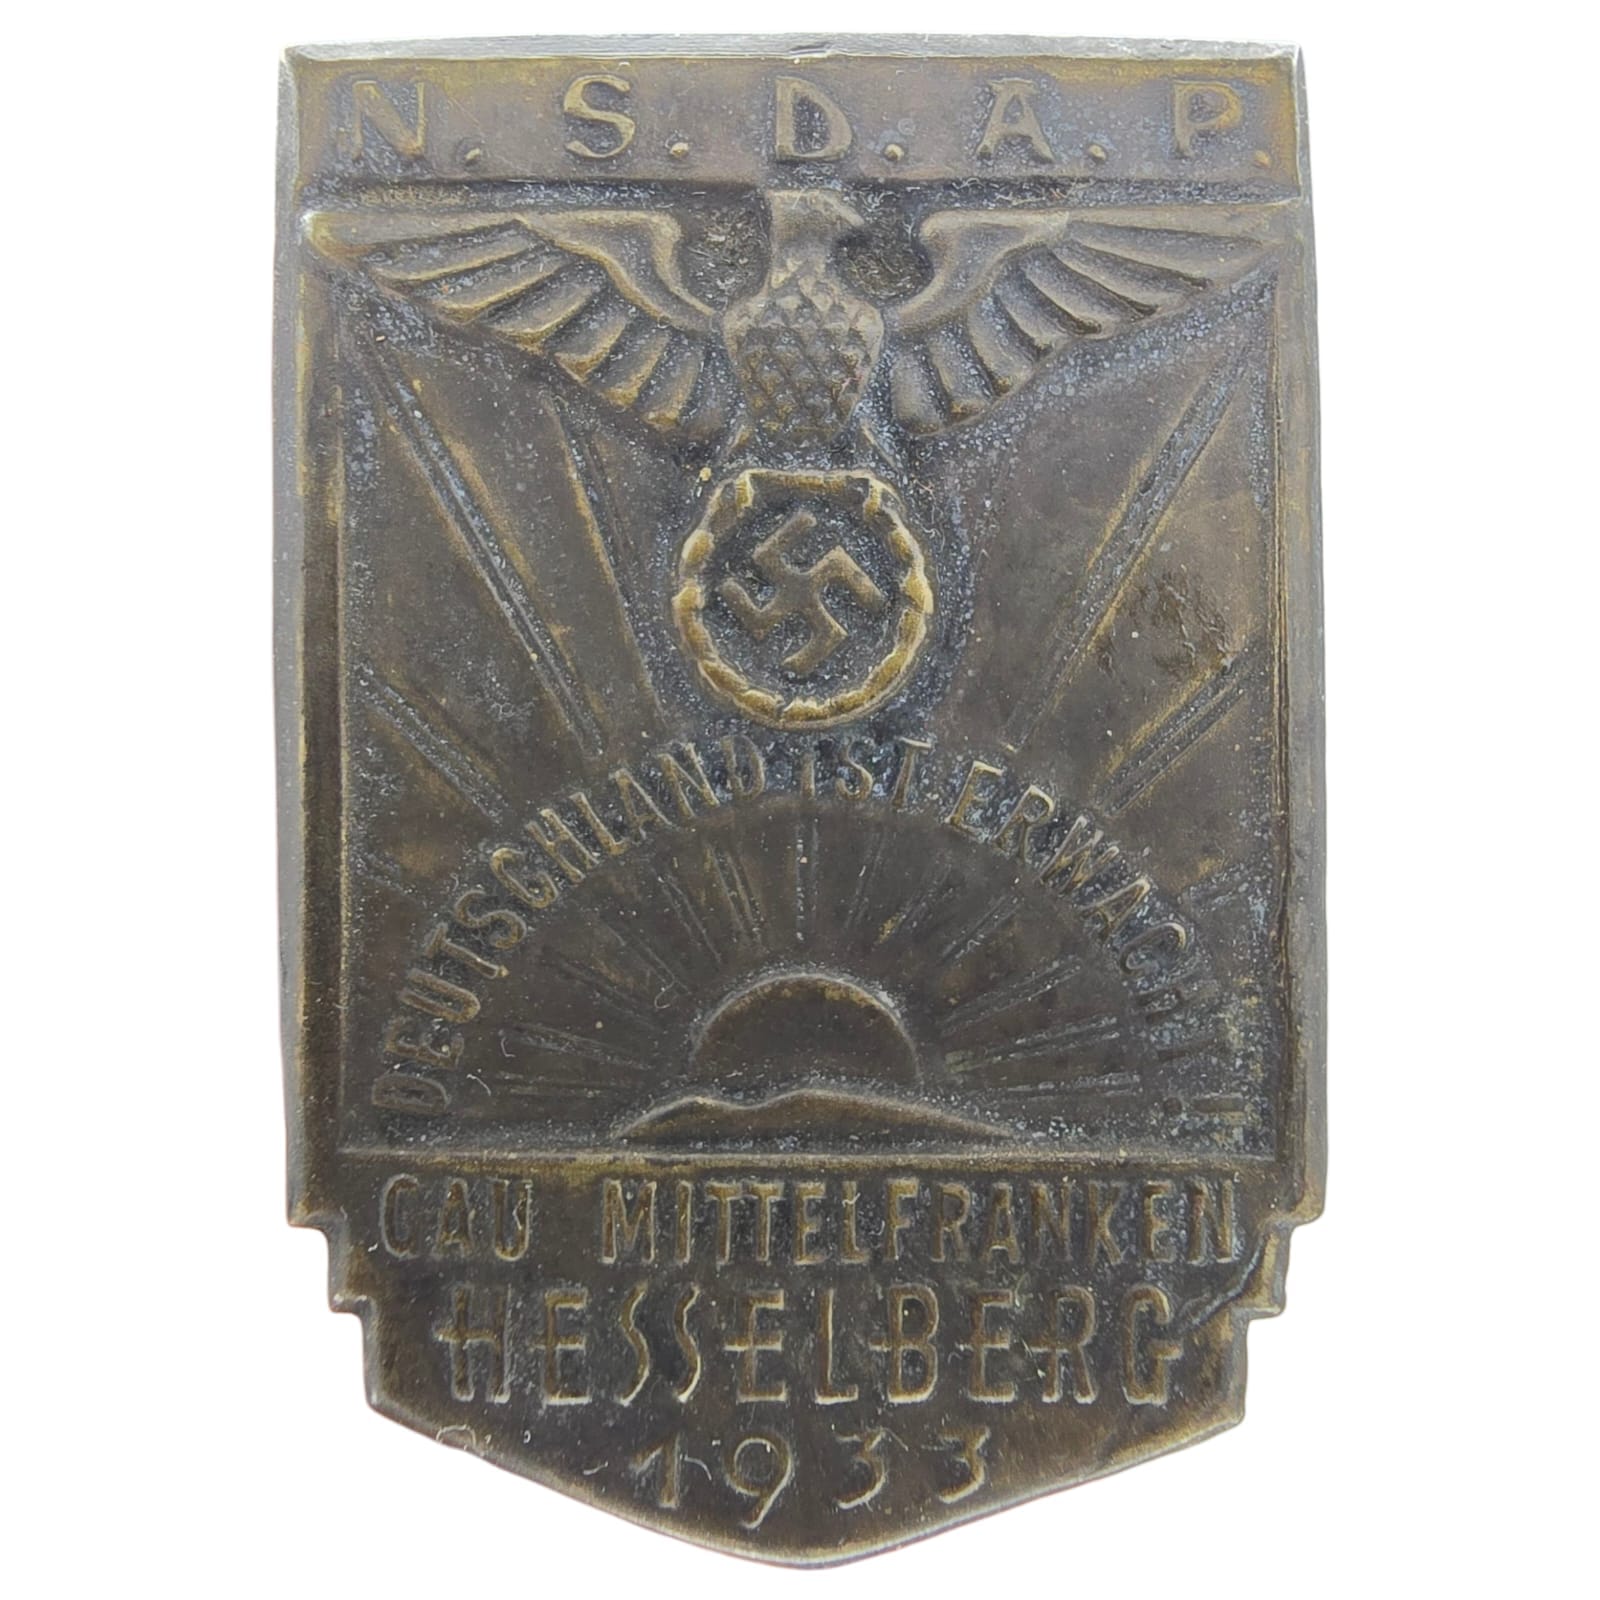 N.S.D.A.P.
DEUTSCHLAND IST ERWACHT!
GAU MITTELFRANKEN
HESSELBERG
1933